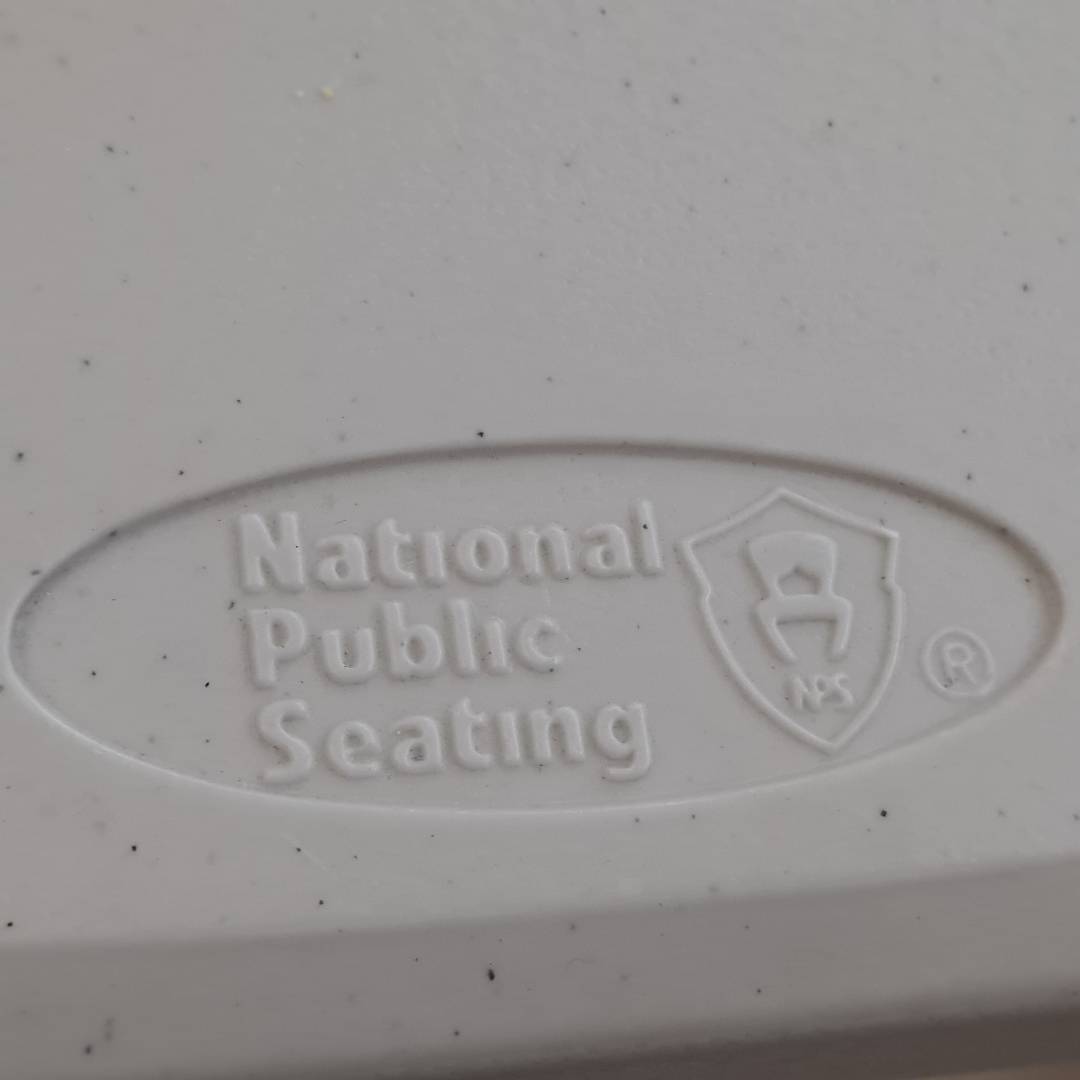 National
Public
Seating
NPS
®